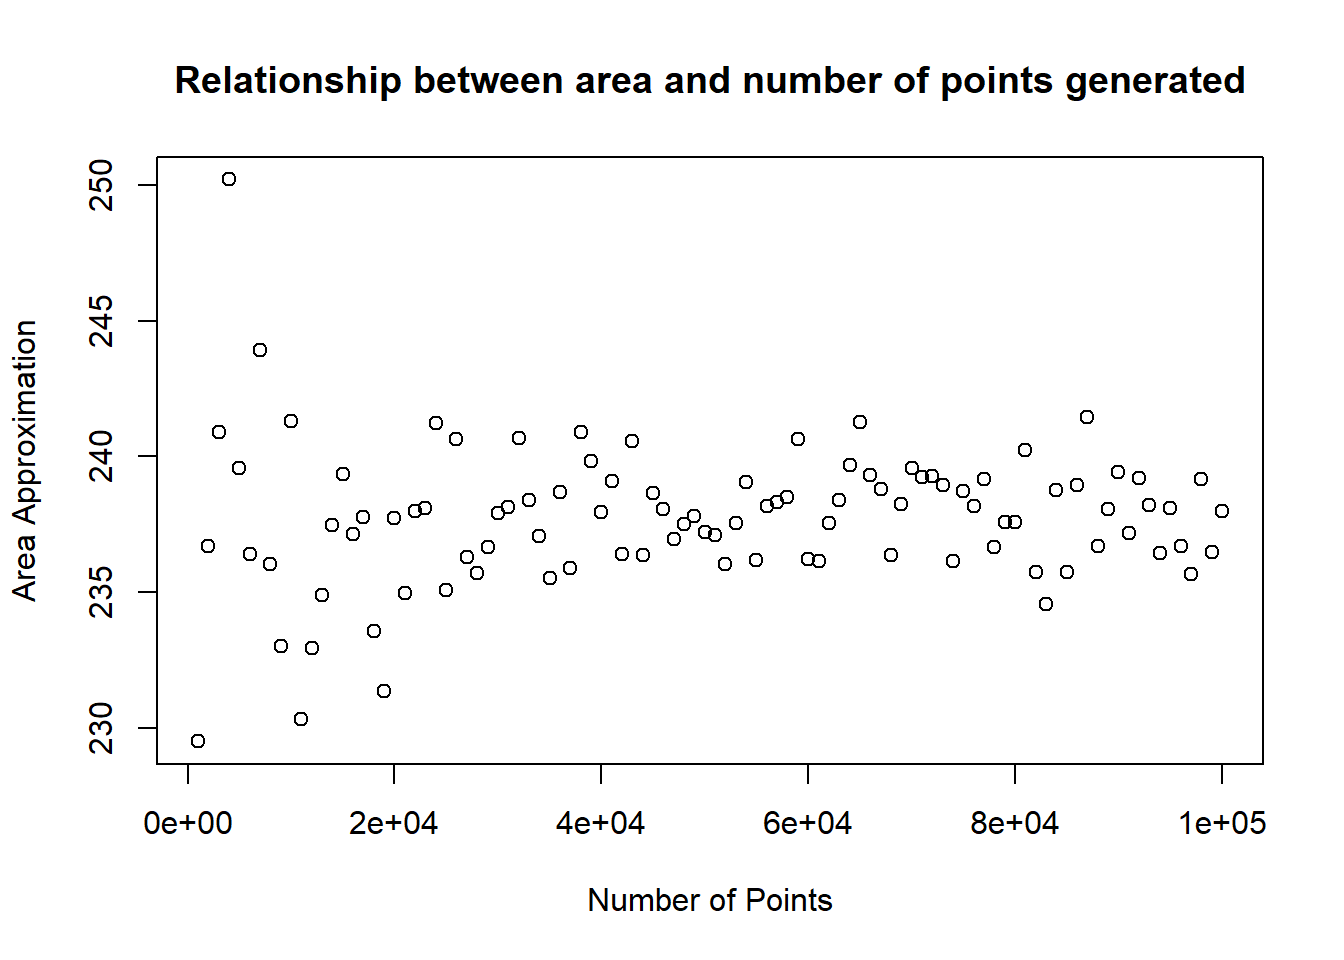 Relationship between area and number of points generated
Area Approximation
250
245
240
235
230
0e+00 2e+04 4e+04 6e+04 8e+04 1e+05
Number of Points